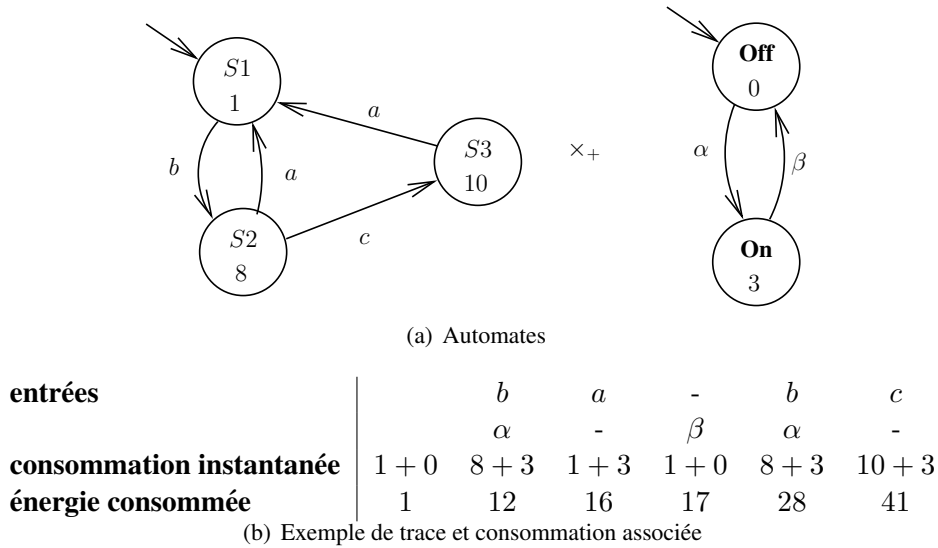 S1
1
b
a
S2
8
c
a
S3
10
×₊
Off
0
α
β
On
3
(a) Automates
entrées b a - b c
α - β α -
consommation instantanée 1 + 0 8 + 3 1 + 3 1 + 0 8 + 3 10 + 3
énergie consommée 1 12 16 17 28 41
(b) Exemple de trace et consommation associée